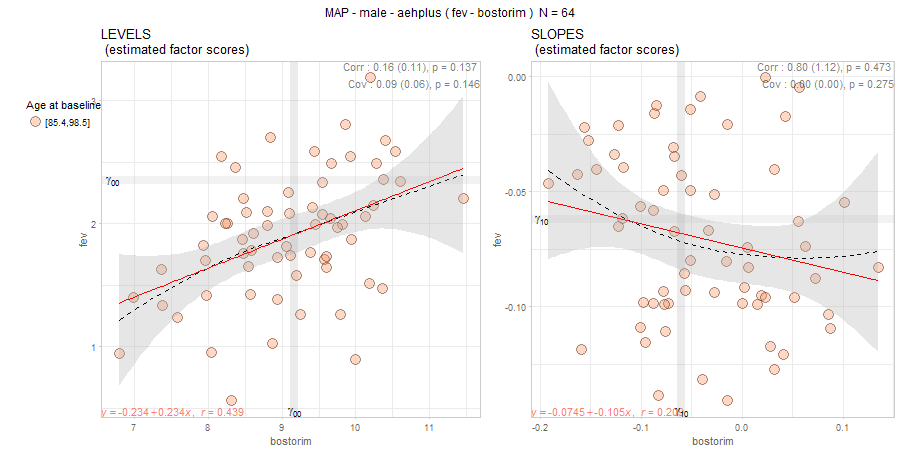 MAP - male - aehplus ( fev - bostorim ) N = 64
LEVELS
(estimated factor scores)
SLOPES
(estimated factor scores)
Corr : 0.16 (0.11), p = 0.137
Cov : 0.09 (0.06), p = 0.146
Corr : 0.80 (1.12), p = 0.473
Cov : 0.00 (0.00), p = 0.275
Age at baseline
[85.4,98.5]
3
2
1
fev
γ00
γ00
y = -0.234 + 0.234x, r = 0.439
7 8 9 10 11
bostorim
0.00
-0.05
-0.10
fev
γ10
γ10
y = -0.0745 + -0.105x, r = 0.209
-0.2 -0.1 0.0 0.1
bostorim